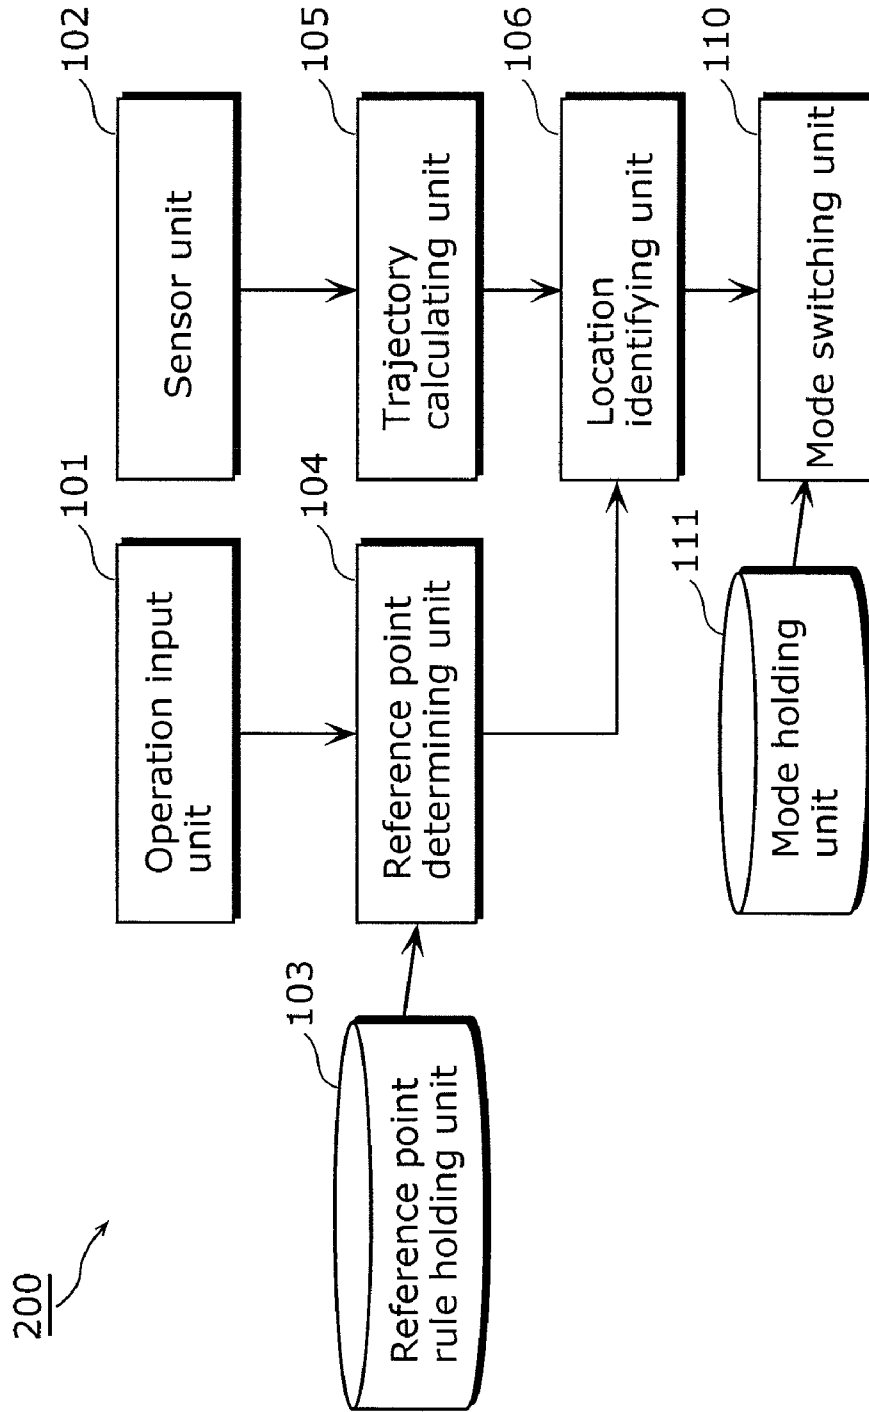 200
101
Operation input
unit
102
Sensor unit
103
Reference point
rule holding unit
104
Reference point
determining unit
105
Trajectory
calculating unit
106
Location
identifying unit
111
Mode holding
unit
110
Mode switching unit